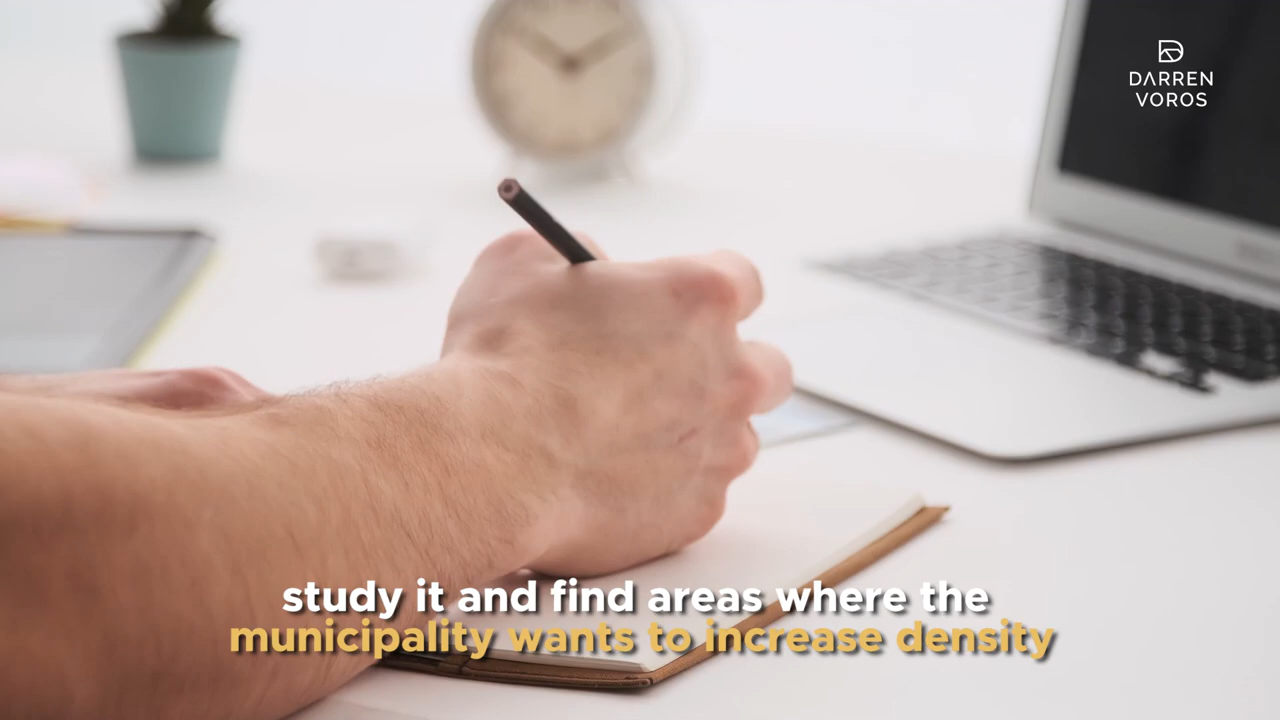 DARREN
VOROS
study it and find areas where the
municipality wants to increase density